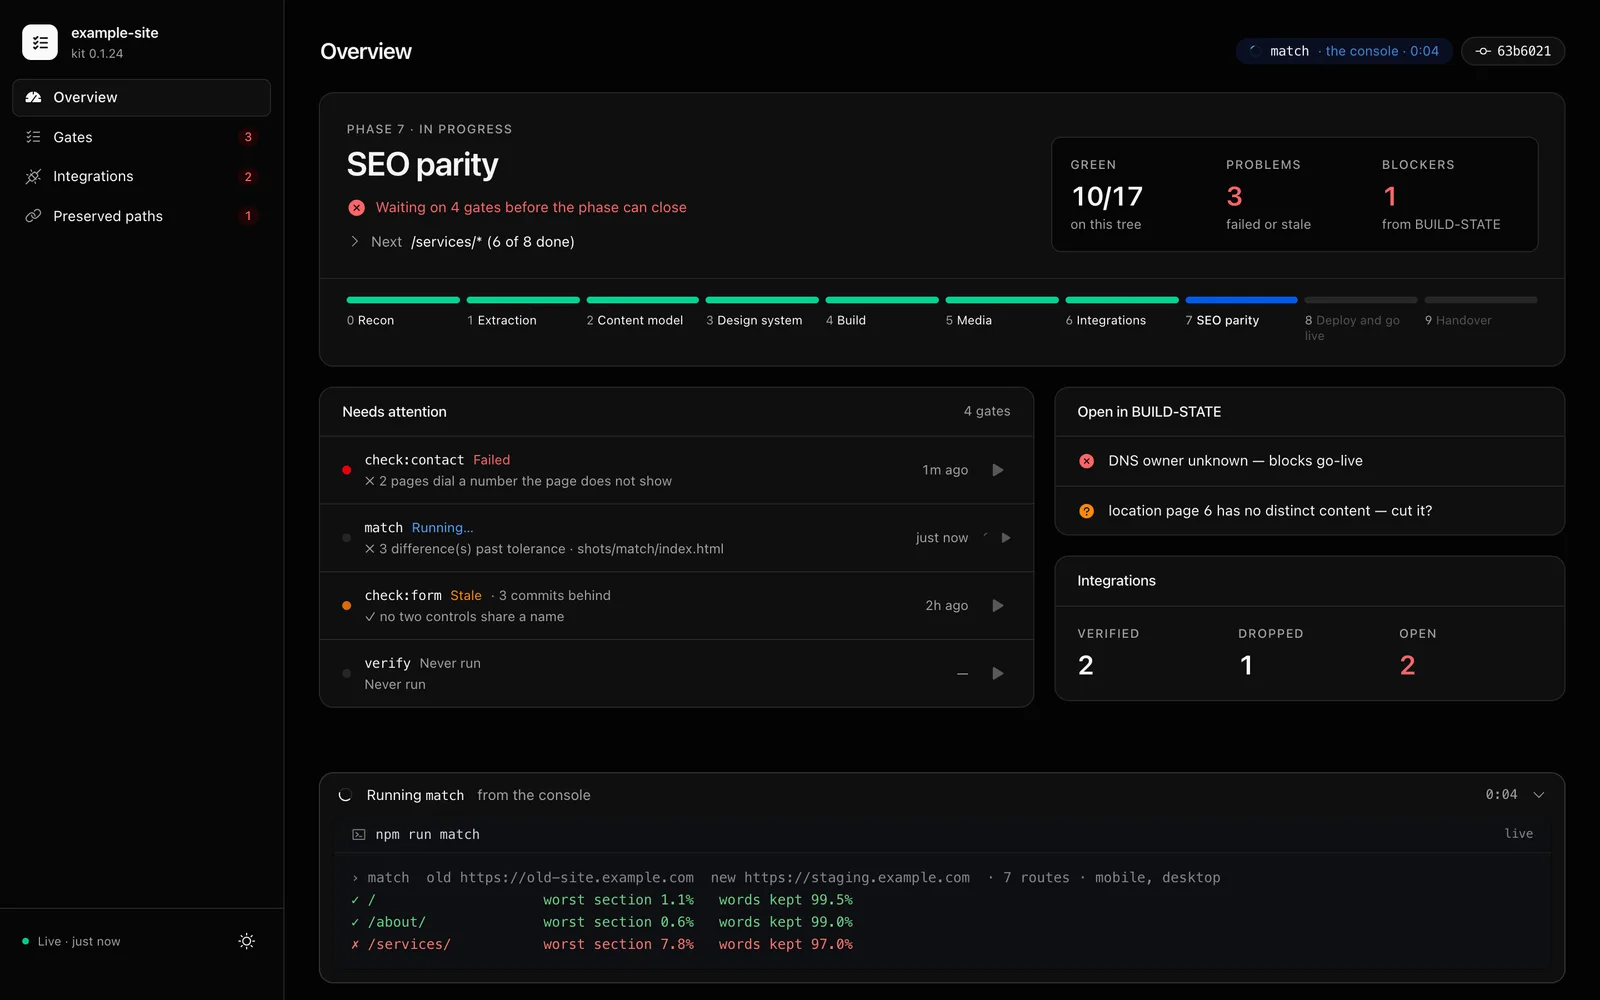 example-site
kit 0.1.24
Overview
Gates 3
Integrations 2
Preserved paths 1
Live · just now
Overview
match · the console · 0:04
63b6021
PHASE 7 · IN PROGRESS
SEO parity
Waiting on 4 gates before the phase can close
Next /services/* (6 of 8 done)
GREEN
10/17
on this tree
PROBLEMS
3
failed or stale
BLOCKERS
1
from BUILD-STATE
0 Recon
1 Extraction
2 Content model
3 Design system
4 Build
5 Media
6 Integrations
7 SEO parity
8 Deploy and go
live
9 Handover
Needs attention
4 gates
check:contact Failed
✕ 2 pages dial a number the page does not show
1m ago
match Running…
✕ 3 difference(s) past tolerance · shots/match/index.html
just now
check:form Stale · 3 commits behind
✓ no two controls share a name
2h ago
verify Never run
Never run
—
Open in BUILD-STATE
DNS owner unknown — blocks go-live
location page 6 has no distinct content — cut it?
Integrations
VERIFIED
2
DROPPED
1
OPEN
2
Running match from the console
0:04
npm run match
live
› match old https://old-site.example.com new https://staging.example.com · 7 routes · mobile, desktop
✓ / worst section 1.1% words kept 99.5%
✓ /about/ worst section 0.6% words kept 99.0%
✗ /services/ worst section 7.8% words kept 97.0%